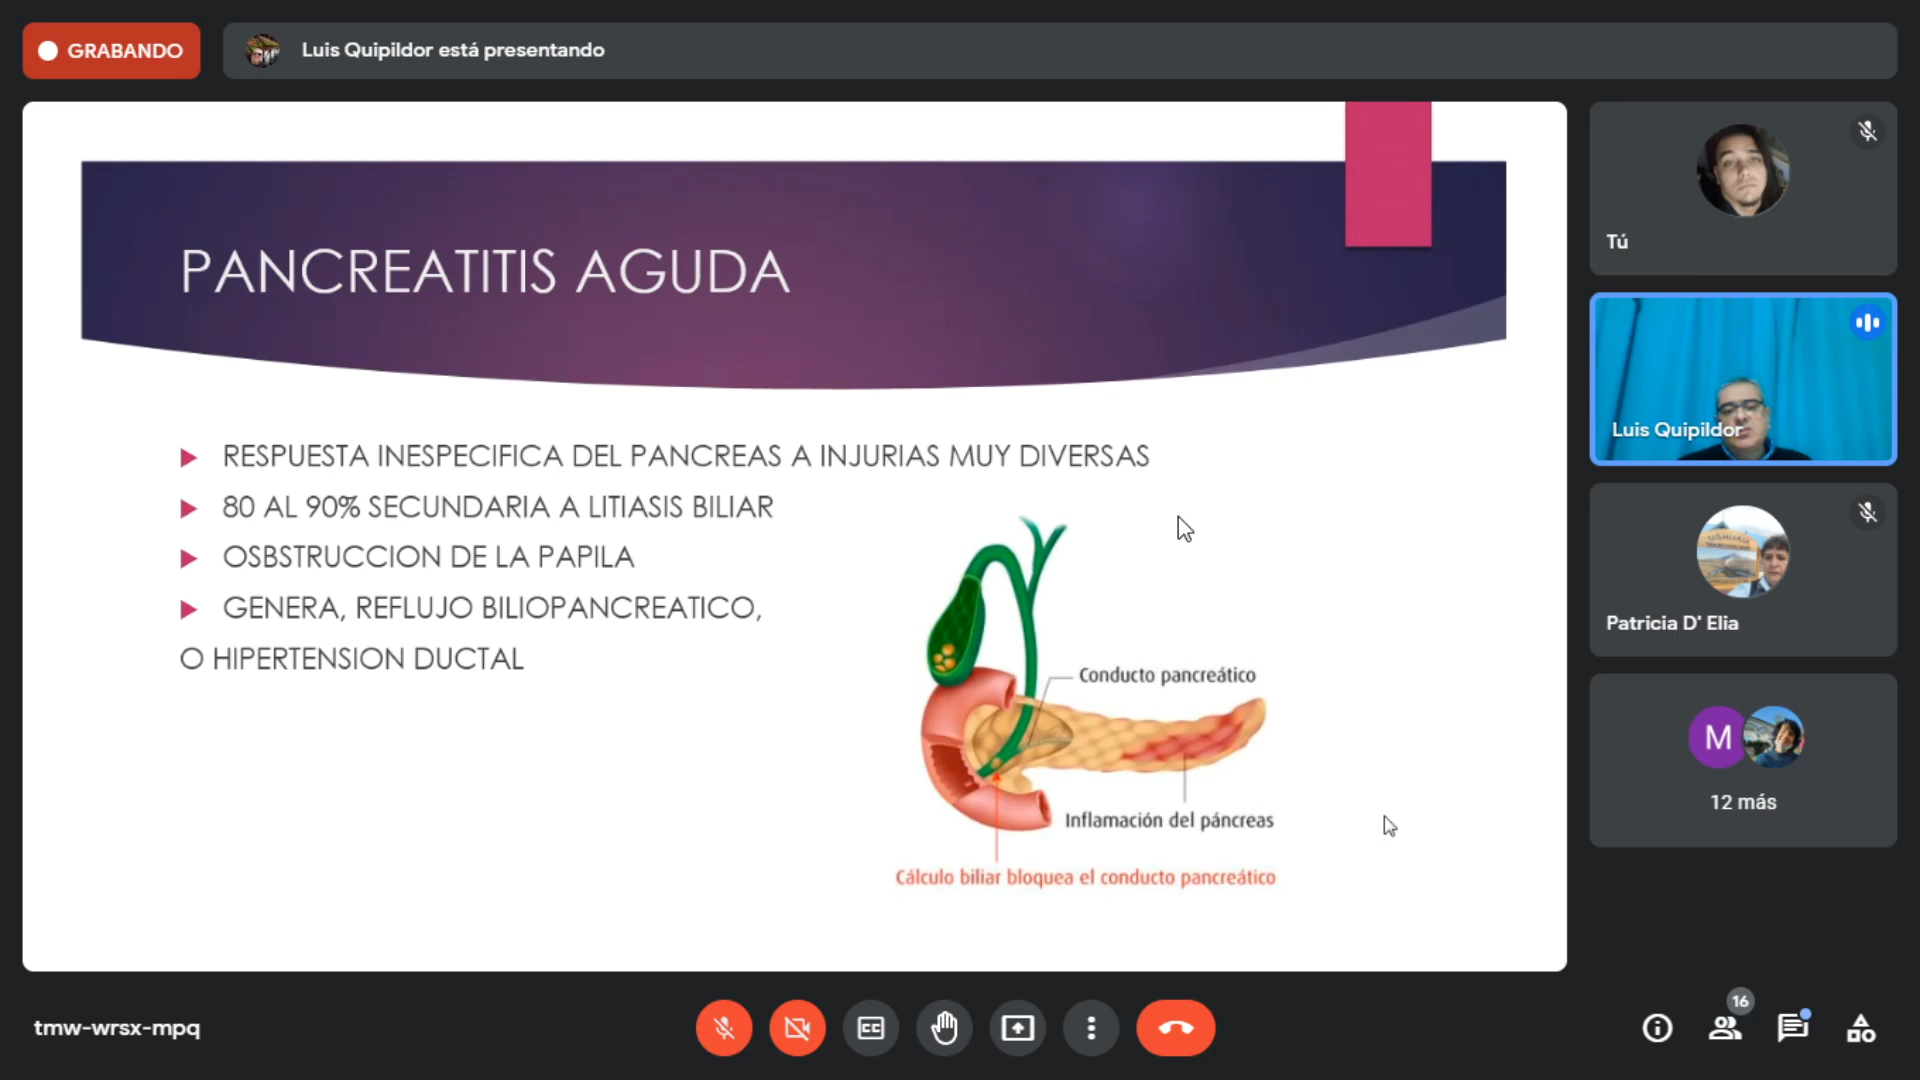 GRABANDO
Luis Quipildor está presentando
PANCREATITIS AGUDA
RESPUESTA INESPECIFICA DEL PANCREAS A INJURIAS MUY DIVERSAS
80 AL 90% SECUNDARIA A LITIASIS BILIAR
OSBSTRUCCION DE LA PAPILA
GENERA, REFLUJO BILIOPANCREATICO,
O HIPERTENSION DUCTAL
Conducto pancreático
Inflamación del páncreas
Cálculo biliar bloquea el conducto pancreático
Tú
Luis Quipildor
USHUAIA
Patricia D' Elia
M
12 más
tmw-wrsx-mpq
CC
16